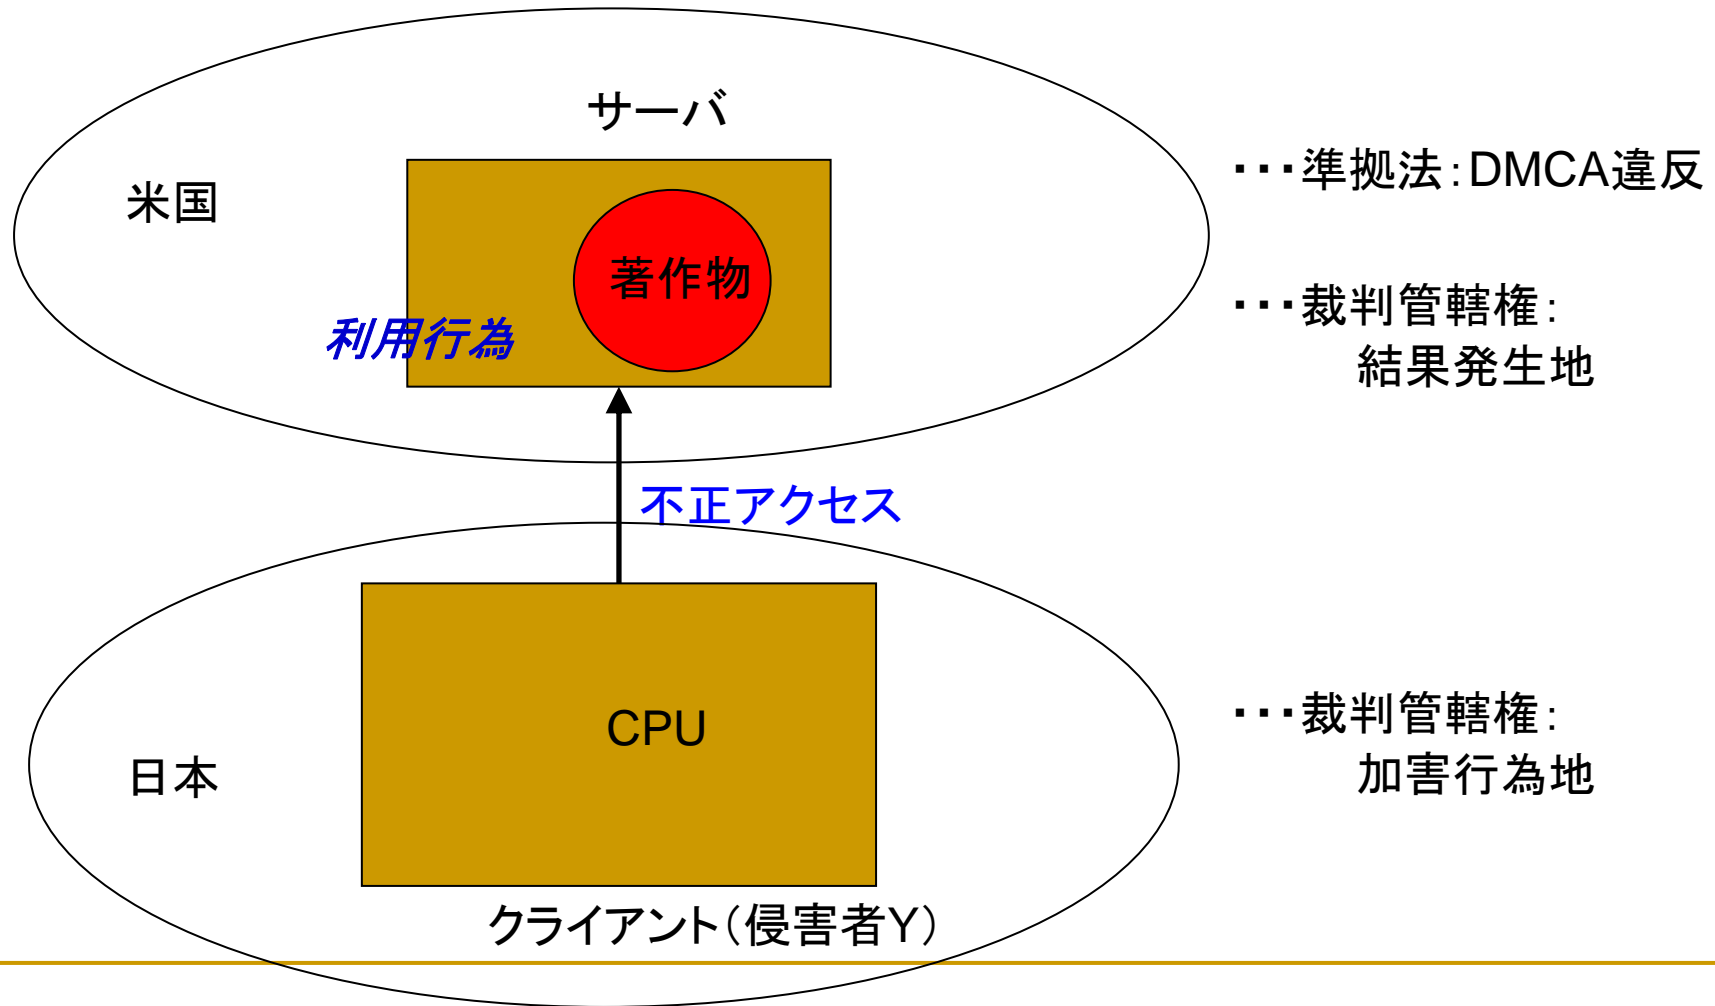 サーバ
米国
著作物
利用行為
・・・準拠法：DMCA違反
・・・裁判管轄権：
結果発生地
不正アクセス
CPU
日本
クライアント（侵害者Y）
・・・裁判管轄権：
加害行為地